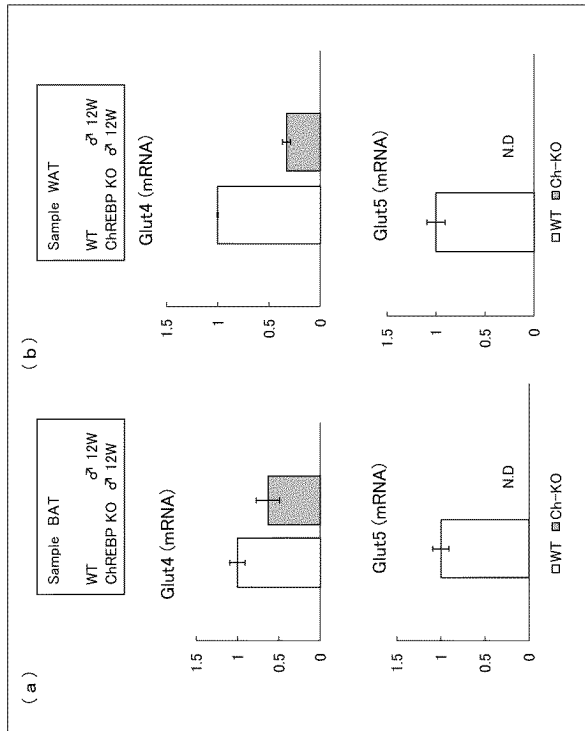 ( a )
Sample BAT
WT ♂ 12W
ChREBP KO ♂ 12W
Glut4 (mRNA)
1.5
1
0.5
0
Glut5 (mRNA)
1.5
1
0.5
0
N.D
□WT ■Ch-KO
( b )
Sample WAT
WT ♂ 12W
ChREBP KO ♂ 12W
Glut4 (mRNA)
1.5
1
0.5
0
Glut5 (mRNA)
1.5
1
0.5
0
N.D
□WT ■Ch-KO